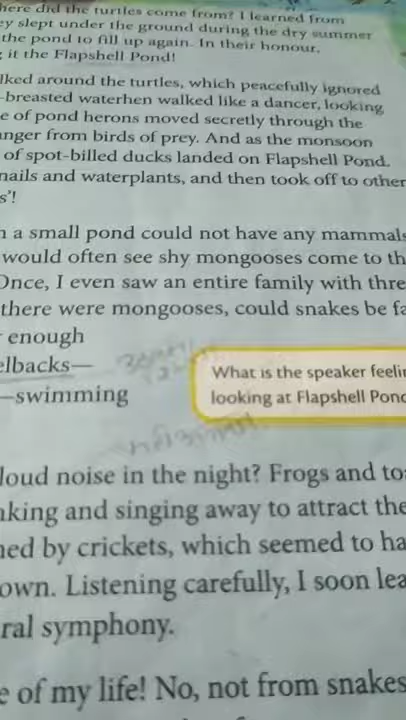 here did the turtles come from? I learned from
ey slept under the ground during the dry summer
the pond to fill up again. In their honour,
it the Flapshell Pond!
lked around the turtles, which peacefully ignored
-breasted waterhen walked like a dancer, looking
e of pond herons moved secretly through the
anger from birds of prey. And as the monsoon
of spot-billed ducks landed on Flapshell Pond.
nails and waterplants, and then took off to other
s'!
n a small pond could not have any mammals
would often see shy mongooses come to th
Once, I even saw an entire family with thre
there were mongooses, could snakes be fa
enough
elbacks—
—swimming
What is the speaker feelin
looking at Flapshell Pond
loud noise in the night? Frogs and to
aking and singing away to attract the
ned by crickets, which seemed to ha
own. Listening carefully, I soon lea
ral symphony.
e of my life! No, not from snakes